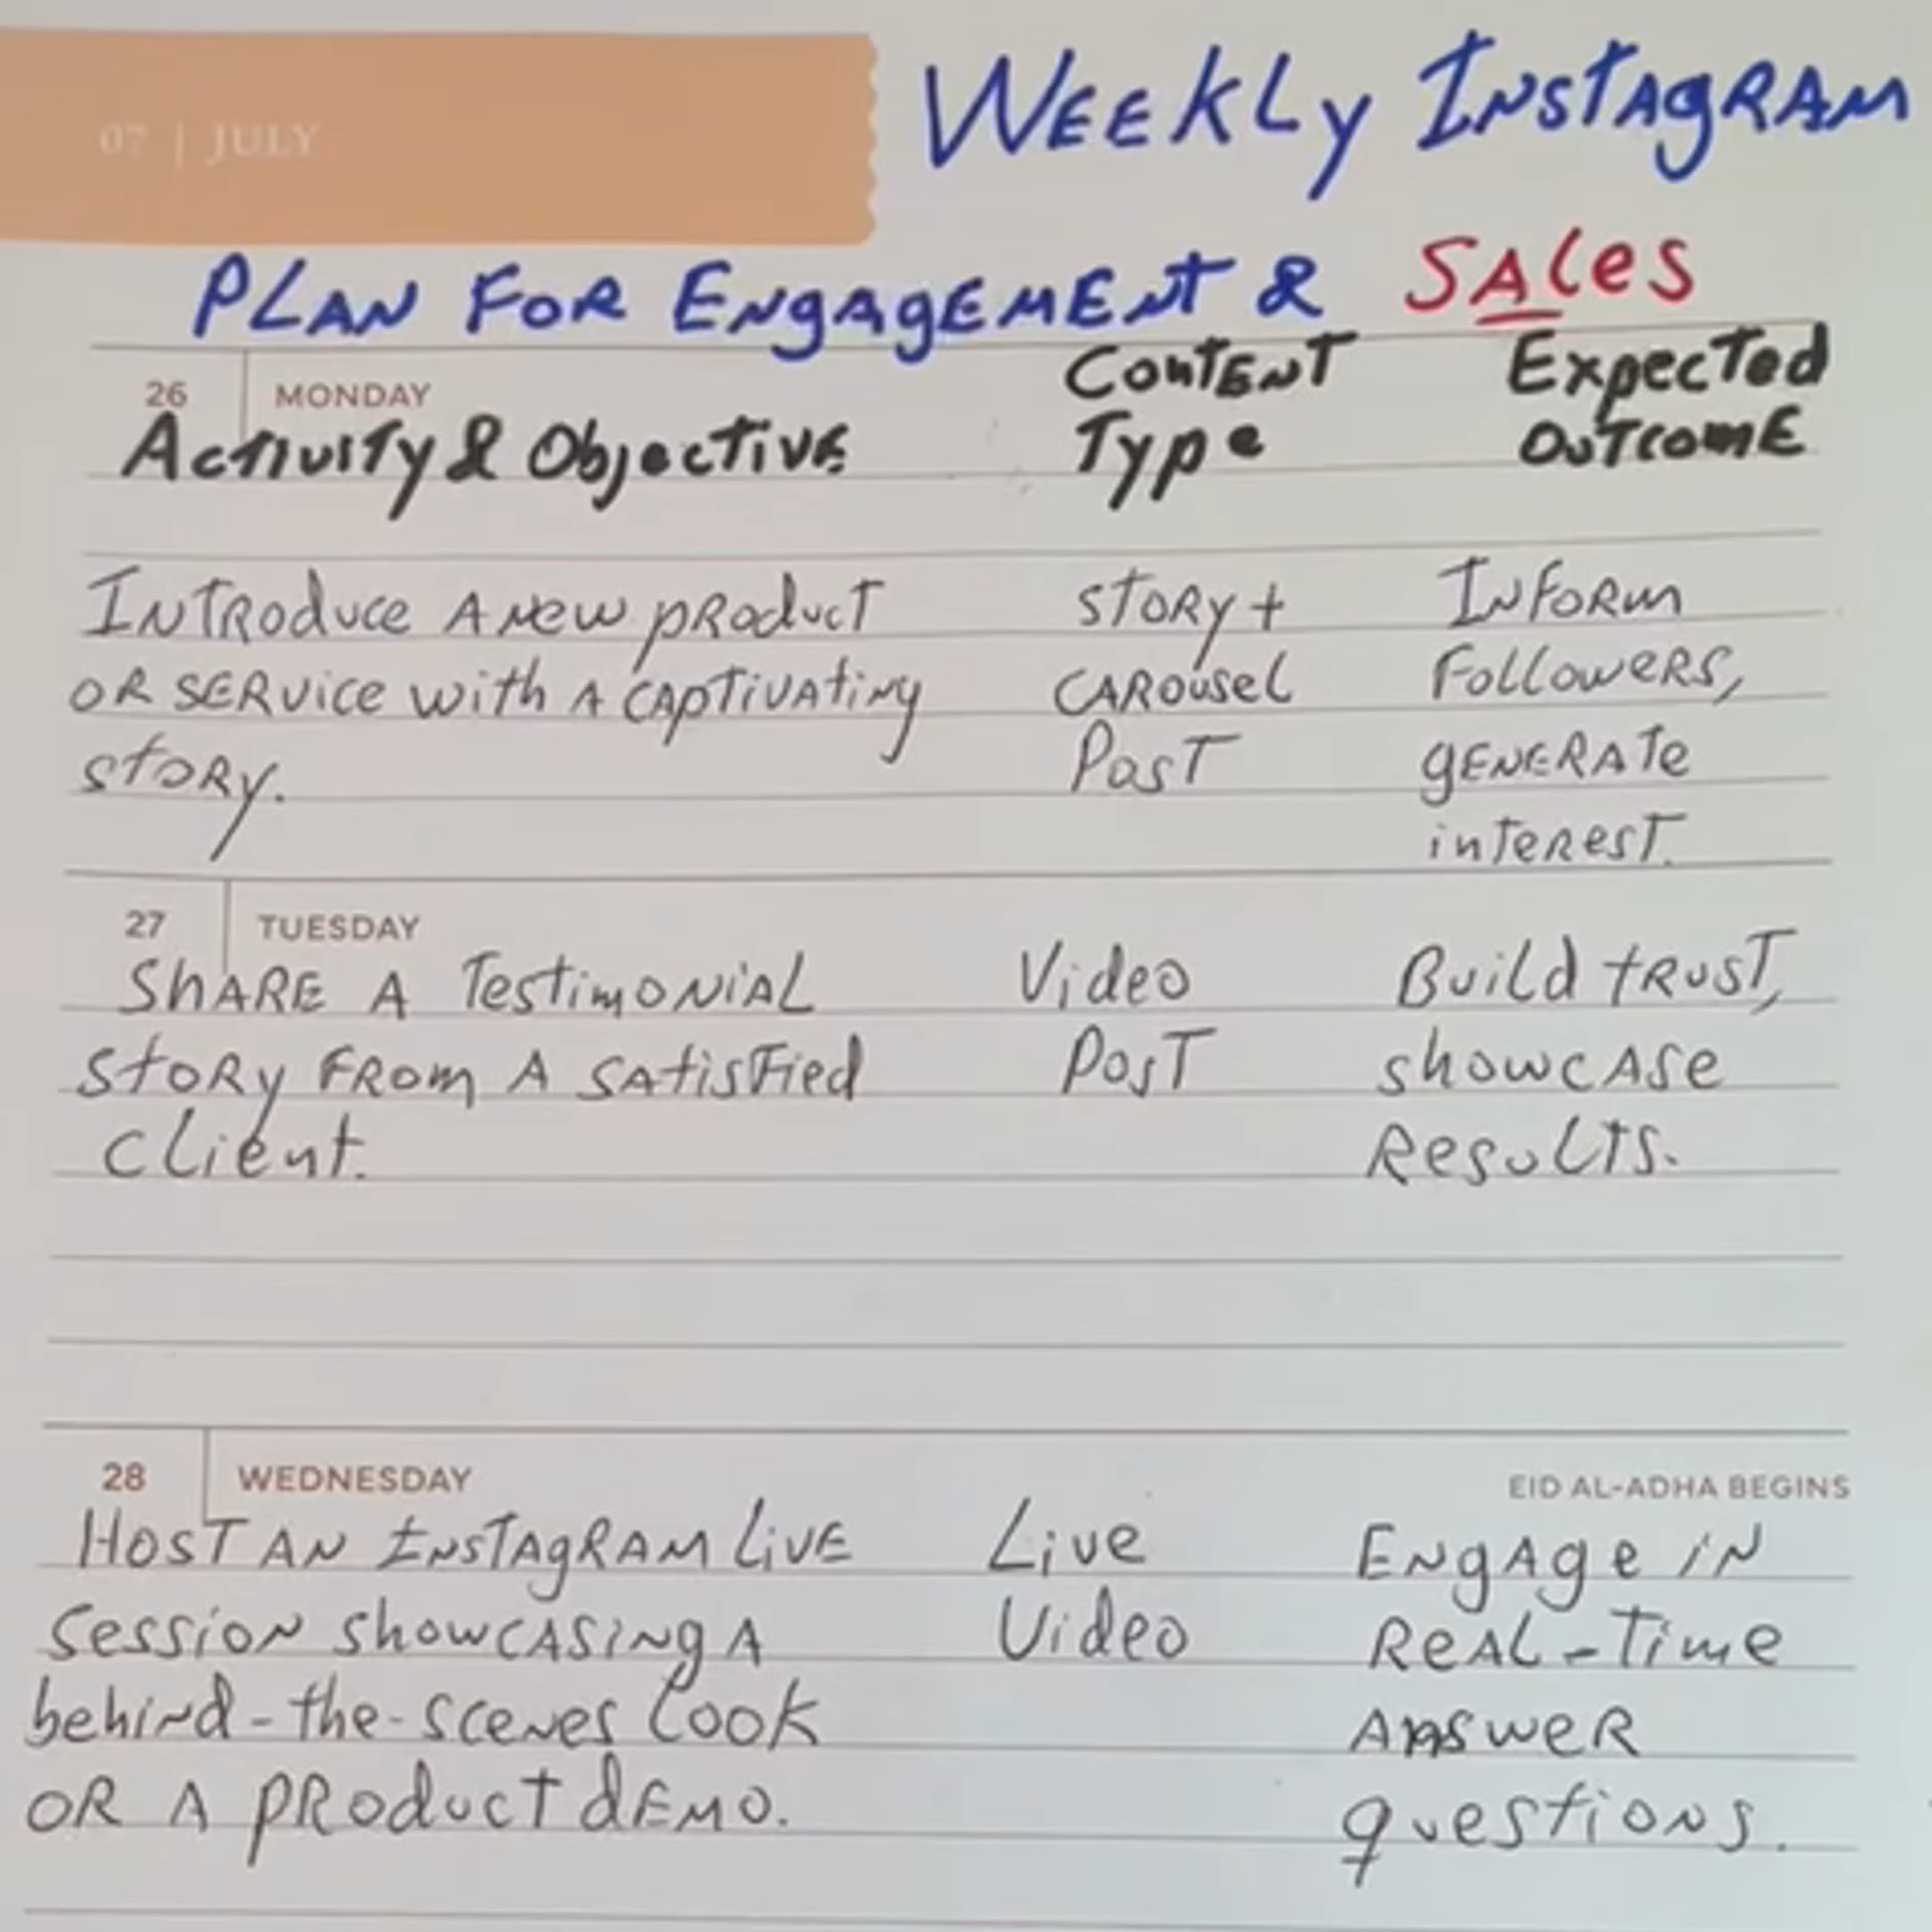 07 | JULY
WEEKLY INSTAGRAM
PLAN FOR ENGAGEMENT & SALES
26 MONDAY
Activity & Objective Content Type Expected Outcome
Introduce A New product story + Inform
OR SERVice with A CAPTIVATING CAROUSEL Followers,
story. Post generate
interest.
27 TUESDAY
SHARE A Testimonial Video Build trust,
story FROM A satisfied Post showcase
Client. Results.
28 WEDNESDAY EID AL-ADHA BEGINS
Host AN Instagram Live Live Engage in
Session showcasing A Video Real-Time
behind-the-scenes look Answer
OR A product demo. questions.